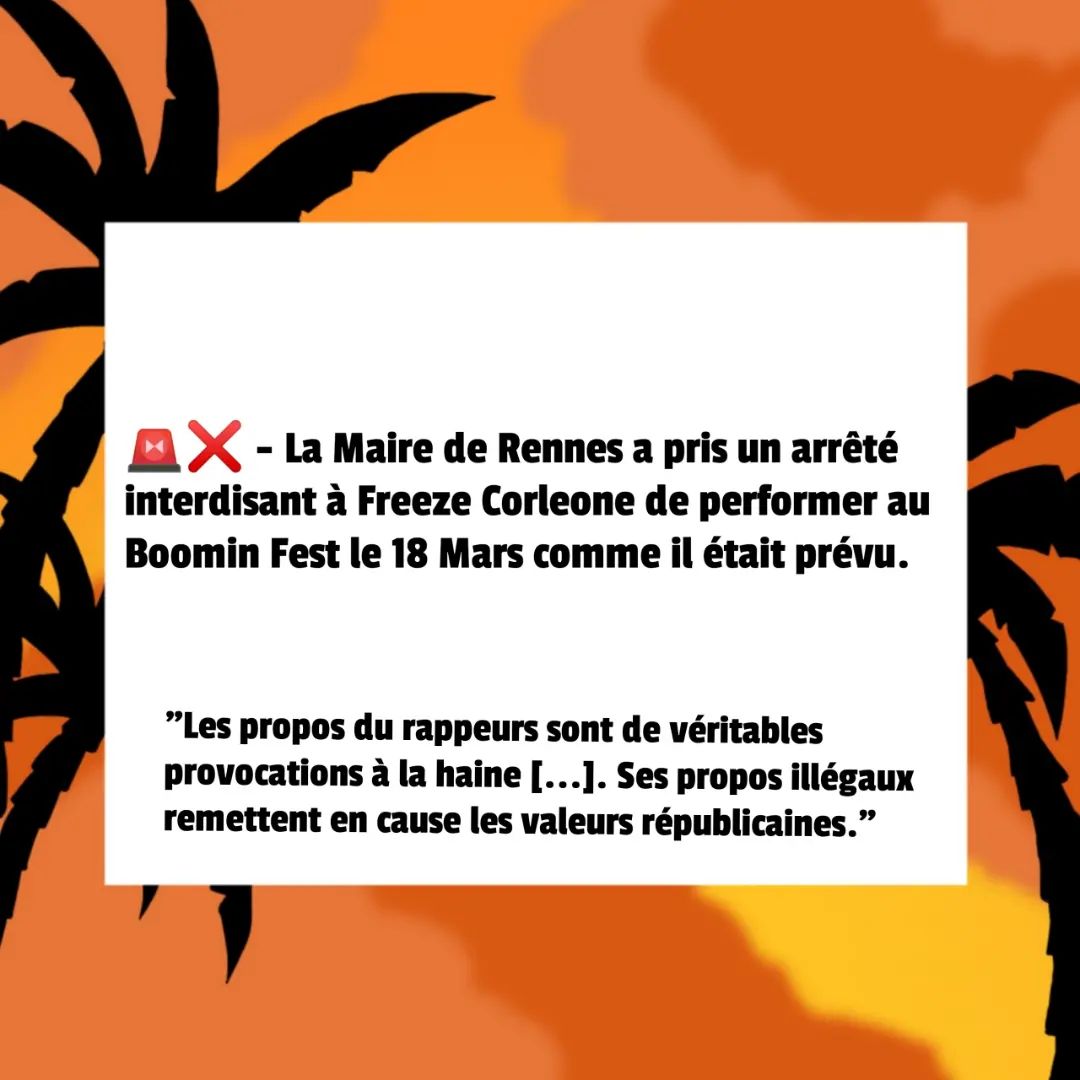 🚨❌ - La Maire de Rennes a pris un arrêté
interdisant à Freeze Corleone de performer au
Boomin Fest le 18 Mars comme il était prévu.
”Les propos du rappeurs sont de véritables
provocations à la haine [...]. Ses propos illégaux
remettent en cause les valeurs républicaines.”